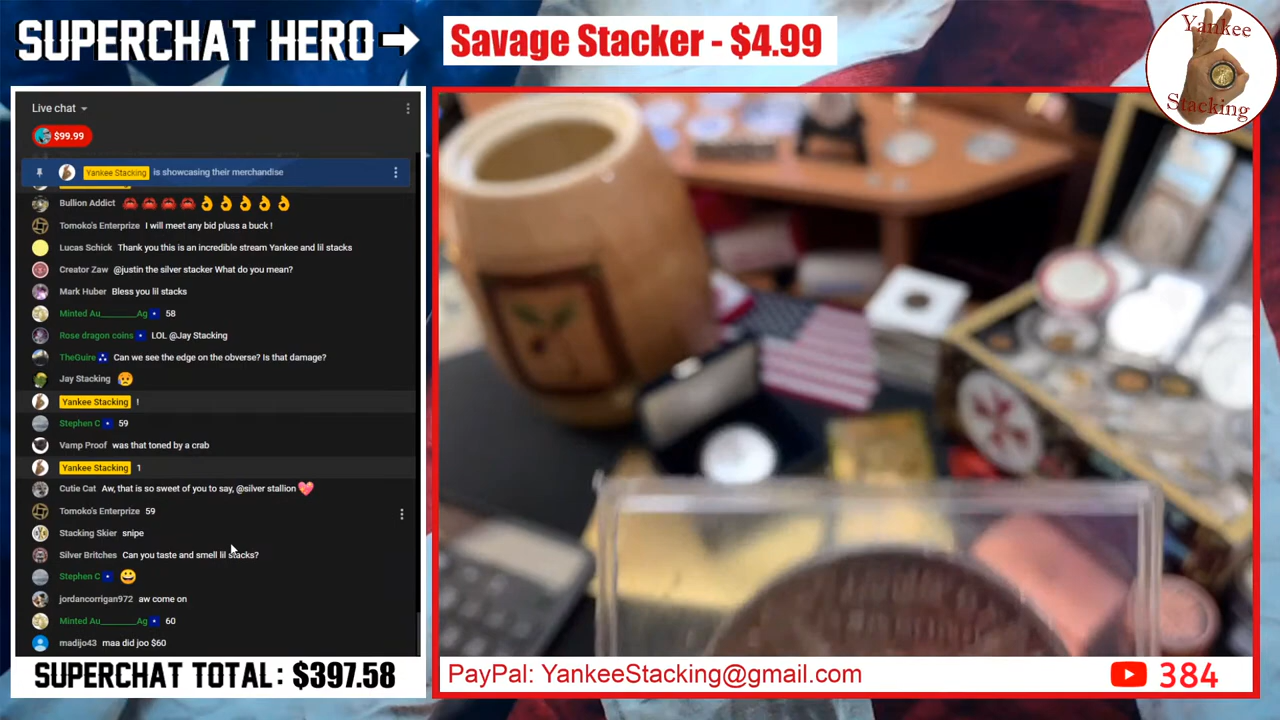 SUPERCHAT HERO
Savage Stacker - $4.99
Yankee
Stacking
Live chat
$99.99
Yankee Stacking is showcasing their merchandise
Bullion Addict 🦀🦀🦀🦀👌👌👌👌👌
Tomoko's Enterprize I will meet any bid pluss a buck !
Lucas Schick Thank you this is an incredible stream Yankee and lil stacks
Creator Zaw @justin the silver stacker What do you mean?
Mark Huber Bless you lil stacks
Minted Au________Ag 58
Rose dragon coins LOL @Jay Stacking
TheGuire Can we see the edge on the obverse? Is that damage?
Jay Stacking 😥
Yankee Stacking !
Stephen C 59
Vamp Proof was that toned by a crab
Yankee Stacking 1
Cutie Cat Aw, that is so sweet of you to say, @silver stallion 💖
Tomoko's Enterprize 59
Stacking Skier snipe
Silver Britches Can you taste and smell lil stacks?
Stephen C 😀
jordancorrigan972 aw come on
Minted Au________Ag 60
madijo43 maa did joo $60
SUPERCHAT TOTAL: $397.58
PayPal: YankeeStacking@gmail.com
384